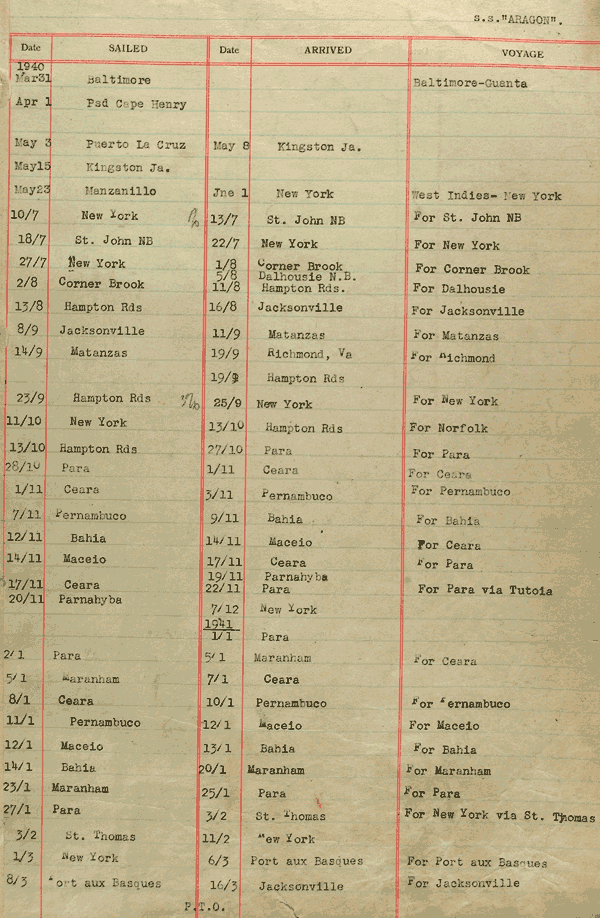 S.S."ARAGON".
Date SAILED Date ARRIVED VOYAGE
1940
Mar31 Baltimore Baltimore-Guanta
Apr 1 Psd Cape Henry
May 3 Puerto La Cruz May 8 Kingston Ja.
May15 Kingston Ja.
May23 Manzanillo Jne 1 New York West Indies- New York
10/7 New York 13/7 St. John NB For St. John NB
18/7 St. John NB 22/7 New York For New York
27/7 New York 1/8 Corner Brook For Corner Brook
5/8 Dalhousie N.B.
2/8 Corner Brook 11/8 Hampton Rds. For Dalhousie
13/8 Hampton Rds 16/8 Jacksonville For Jacksonville
8/9 Jacksonville 11/9 Matanzas For Matanzas
14/9 Matanzas 19/9 Richmond, Va For Richmond
19/9 Hampton Rds
23/9 Hampton Rds 25/9 New York For New York
11/10 New York 13/10 Hampton Rds For Norfolk
13/10 Hampton Rds 27/10 Para For Para
28/10 Para 1/11 Ceara For Ceara
1/11 Ceara 3/11 Pernambuco For Pernambuco
7/11 Pernambuco 9/11 Bahia For Bahia
12/11 Bahia 14/11 Maceio For Ceara
14/11 Maceio 17/11 Ceara For Para
19/11 Parnahyba
17/11 Ceara 22/11 Para For Para via Tutoia
20/11 Parnahyba
7/12 New York
1941
1/1 Para
2/1 Para 5/1 Maranham For Ceara
5/1 Maranham 7/1 Ceara
8/1 Ceara 10/1 Pernambuco For Pernambuco
11/1 Pernambuco 12/1 Maceio For Maceio
12/1 Maceio 13/1 Bahia For Bahia
14/1 Bahia 20/1 Maranham For Maranham
23/1 Maranham 25/1 Para For Para
27/1 Para 3/2 St. Thomas For New York via St. Thomas
3/2 St. Thomas 11/2 New York
1/3 New York 6/3 Port aux Basques For Port aux Basques
8/3 Port aux Basques 16/3 Jacksonville For Jacksonville
P.T.O.